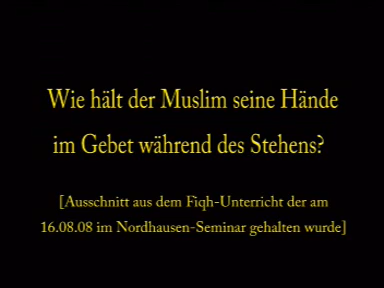 Wie hält der Muslim seine Hände
im Gebet während des Stehens?
[Ausschnitt aus dem Fiqh-Unterricht der am
16.08.08 im Nordhausen-Seminar gehalten wurde]